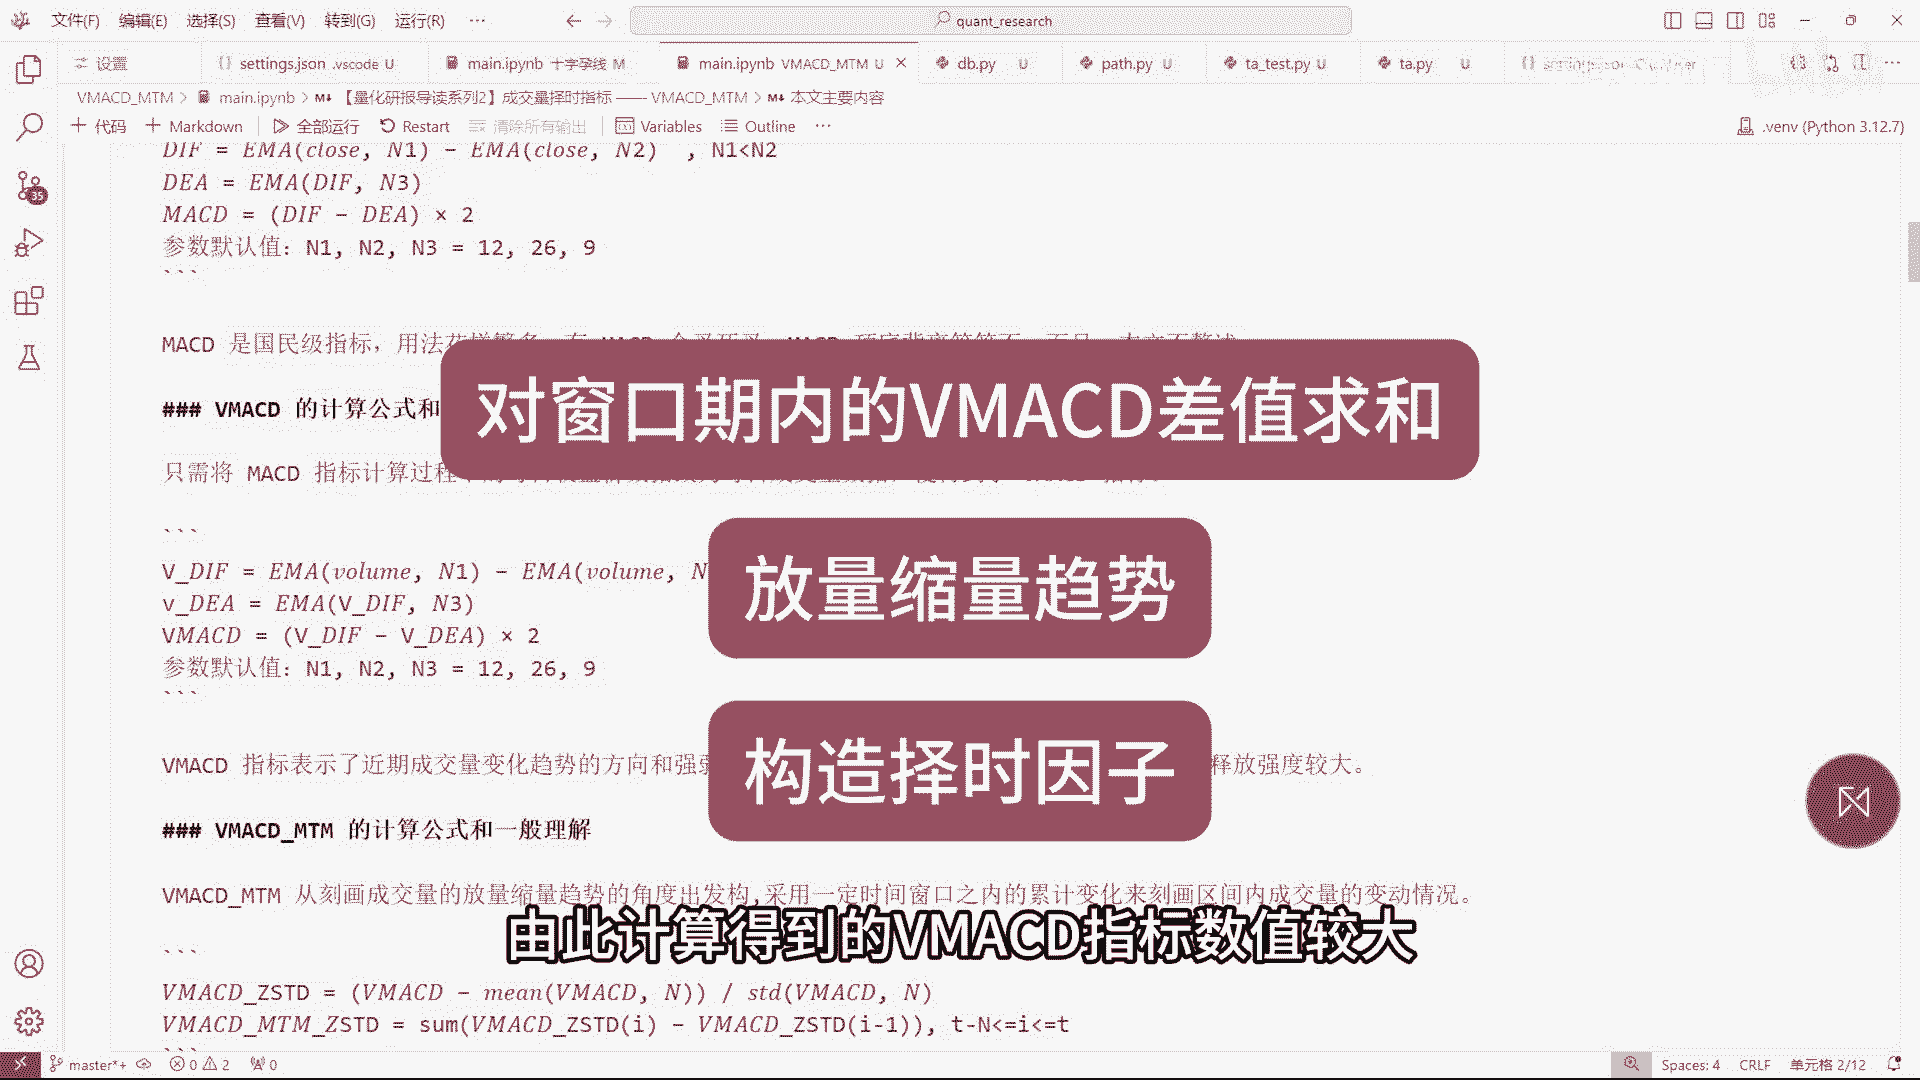 文件(F) 编辑(E) 选择(S) 查看(V) 转到(G) 运行(R) ··· quant_research
设置 settings.json .vscode U main.ipynb 十字孕线 M main.ipynb VMACD_MTM U db.py U path.py U ta_test.py U ta.py U
VMACD_MTM > main.ipynb > 【量化研报导读系列2】成交量择时指标 —— VMACD_MTM > 本文主要内容
代码 Markdown 全部运行 Restart 清除所有输出 Variables Outline ··· .venv (Python 3.12.7)
DIF = EMA(close, N1) − EMA(close, N2) , N1<N2
DEA = EMA(DIF, N3)
MACD = (DIF − DEA) × 2
参数默认值：N1, N2, N3 = 12, 26, 9
```
MACD 是国民级指标，用法
对窗口期内的VMACD差值求和
### VMACD 的计算公式和
只需将 MACD 指标计算过程
```
放量缩量趋势
V_DIF = EMA(volume, N1) − EMA(volume, N
v_DEA = EMA(V_DIF, N3)
VMACD = (V_DIF − V_DEA) × 2
参数默认值：N1, N2, N3 = 12, 26, 9
```
构造择时因子
VMACD 指标表示了近期成交量变化趋势的方向和强 释放强度较大。
### VMACD_MTM 的计算公式和一般理解
VMACD_MTM 从刻画成交量的放量缩量趋势的角度出发构,采用一定时间窗口之内的累计变化来刻画区间内成交量的变动情况。
由此计算得到的VMACD指标数值较大
```
VMACD_ZSTD = (VMACD − mean(VMACD, N)) / std(VMACD, N)
VMACD_MTM_ZSTD = sum(VMACD_ZSTD(i) − VMACD_ZSTD(i-1)), t-N<=i<=t
```
master*+ 0 2 0 Spaces: 4 CRLF 单元格 2/12